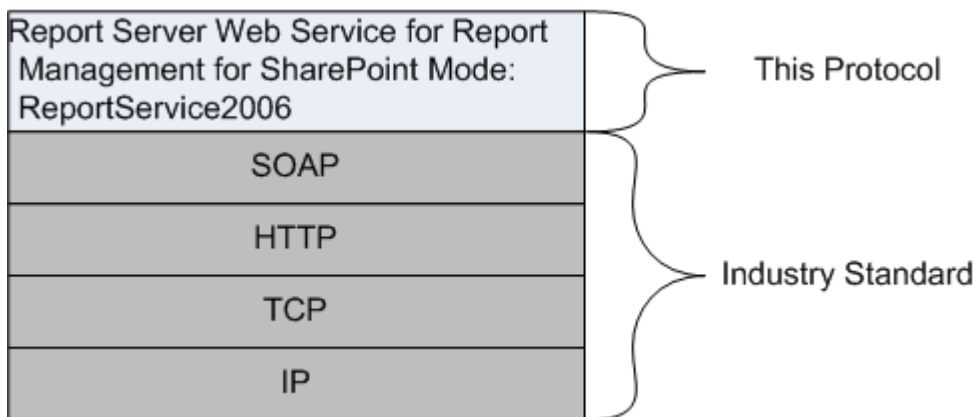 Report Server Web Service for Report
Management for SharePoint Mode:
ReportService2006
This Protocol
SOAP
HTTP
TCP
IP
Industry Standard